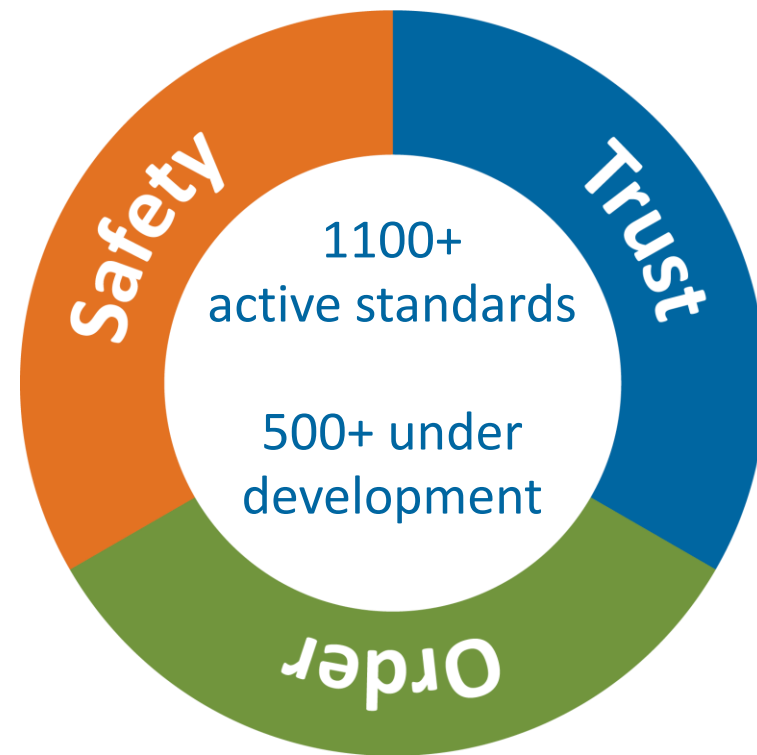 Safety
Trust
1100+
active standards
500+ under
development
Order